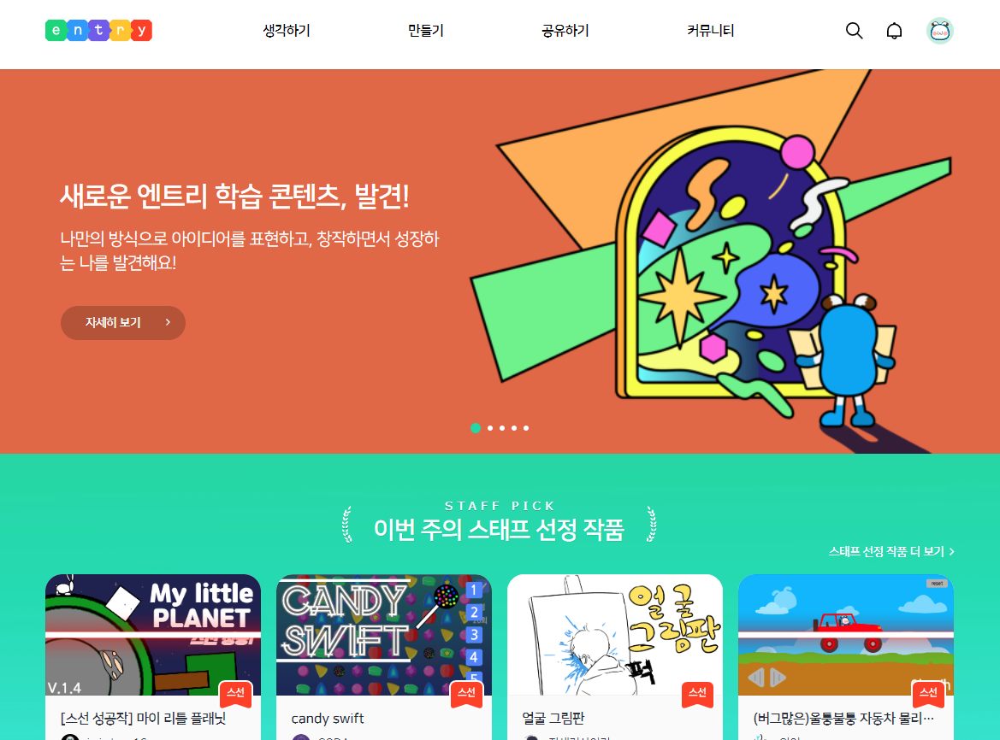 entry
생각하기
만들기
공유하기
커뮤니티
새로운 엔트리 학습 콘텐츠, 발견!
나만의 방식으로 아이디어를 표현하고, 창작하면서 성장하
는 나를 발견해요!
자세히 보기
STAFF PICK
이번 주의 스태프 선정 작품
스태프 선정 작품 더 보기
My little
PLANET
V.1.4
스선
[스선 성공작] 마이 리틀 플래닛
CANDY
SWIFT
1
2
3
4
5
스선
candy swift
얼굴
그림판
퍽
스선
얼굴 그림판
reset
스선
(버그많은)울퉁불퉁 자동차 물리…